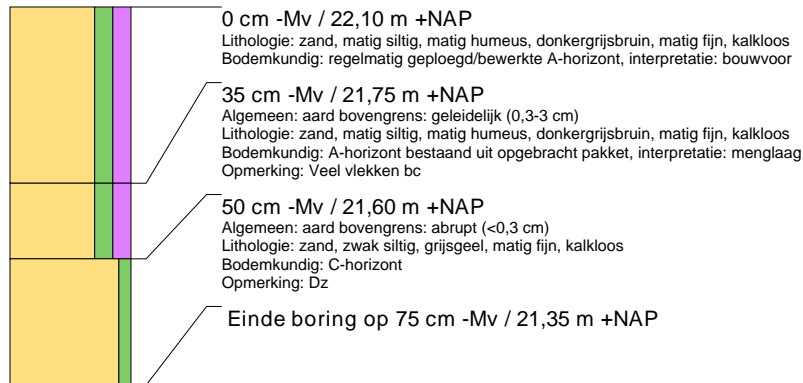 0 cm -Mv / 22,10 m +NAP
Lithologie: zand, matig siltig, matig humeus, donkergrijsbruin, matig fijn, kalkloos
Bodemkundig: regelmatig geploegd/bewerkte A-horizont, interpretatie: bouwvoor
35 cm -Mv / 21,75 m +NAP
Algemeen: aard bovengrens: geleidelijk (0,3-3 cm)
Lithologie: zand, matig siltig, matig humeus, donkergrijsbruin, matig fijn, kalkloos
Bodemkundig: A-horizont bestaand uit opgebracht pakket, interpretatie: menglaag
Opmerking: Veel vlekken bc
50 cm -Mv / 21,60 m +NAP
Algemeen: aard bovengrens: abrupt (<0,3 cm)
Lithologie: zand, zwak siltig, grijsgeel, matig fijn, kalkloos
Bodemkundig: C-horizont
Opmerking: Dz
Einde boring op 75 cm -Mv / 21,35 m +NAP